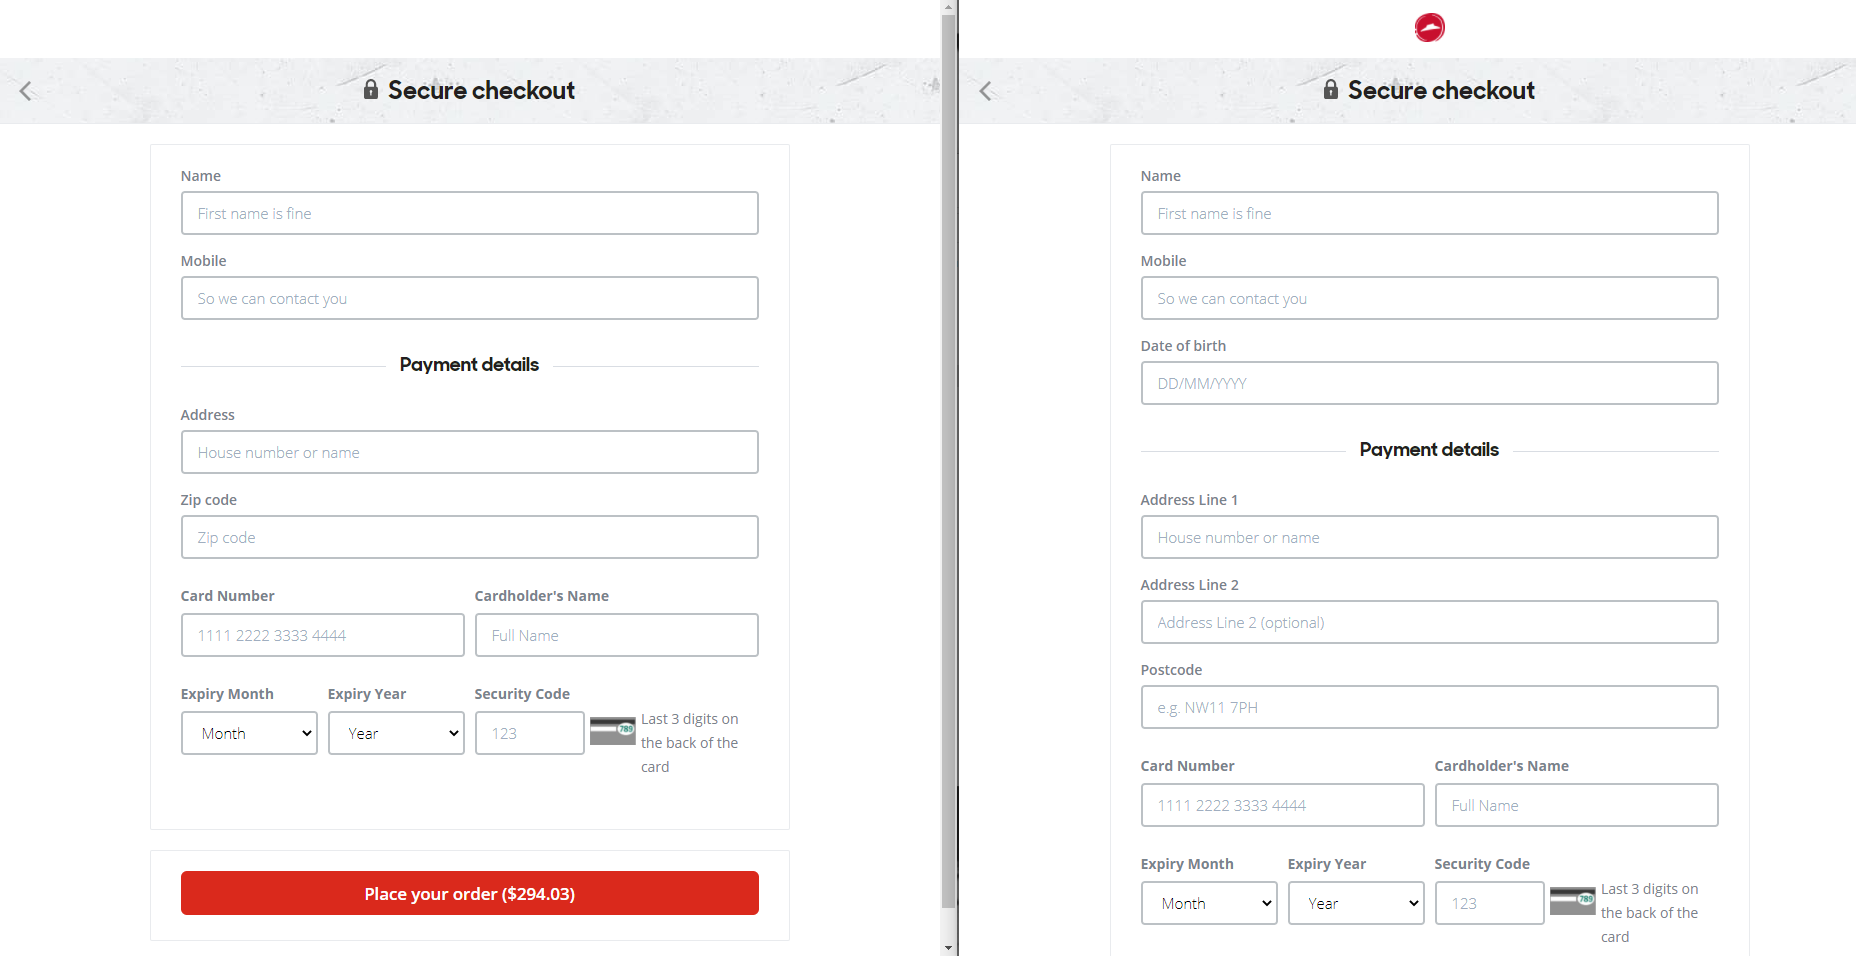 Secure checkout
Name
First name is fine
Mobile
So we can contact you
Payment details
Address
House number or name
Zip code
Zip code
Card Number Cardholder's Name
1111 2222 3333 4444 Full Name
Expiry Month Expiry Year Security Code
Month Year 123 789 Last 3 digits on
the back of the
card
Place your order ($294.03)
Secure checkout
Name
First name is fine
Mobile
So we can contact you
Date of birth
DD/MM/YYYY
Payment details
Address Line 1
House number or name
Address Line 2
Address Line 2 (optional)
Postcode
e.g. NW11 7PH
Card Number Cardholder's Name
1111 2222 3333 4444 Full Name
Expiry Month Expiry Year Security Code
Month Year 123 789 Last 3 digits on
the back of the
card